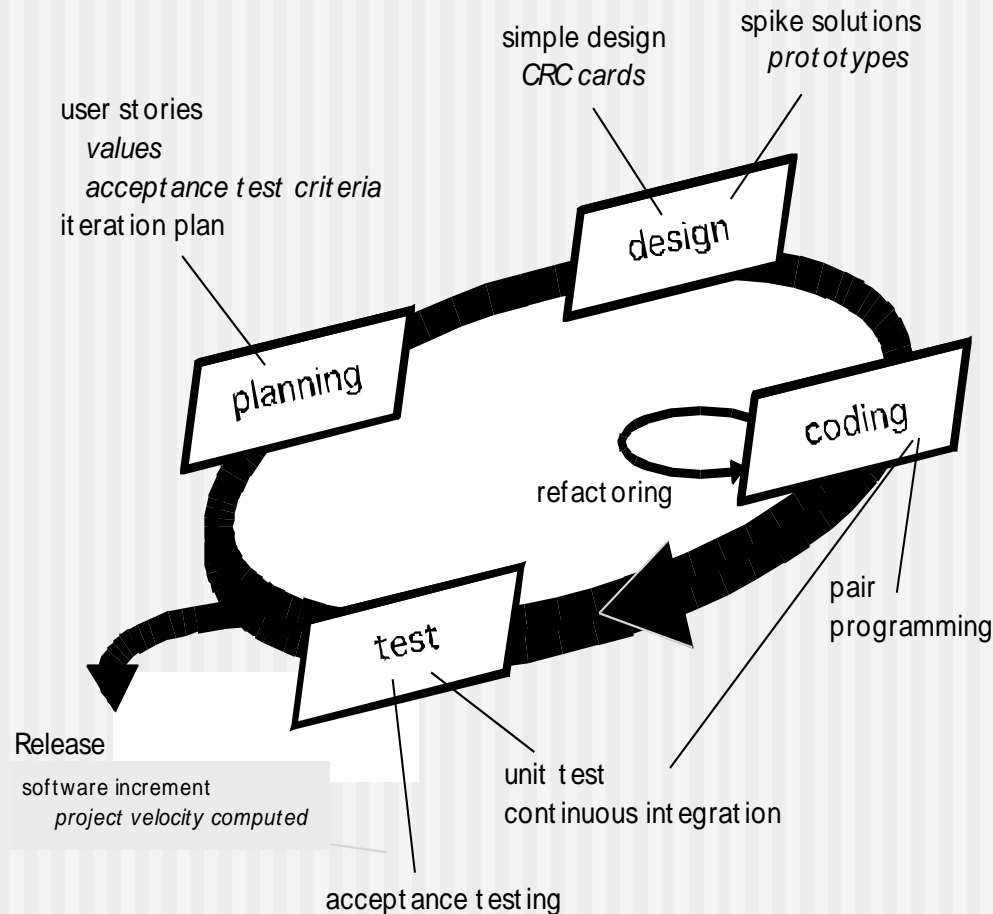 simple design
CRC cards
spike solutions
prototypes
user stories
values
acceptance test criteria
iteration plan
design
planning
coding
refactoring
test
pair
programming
Release
software increment
project velocity computed
unit test
continuous integration
acceptance testing